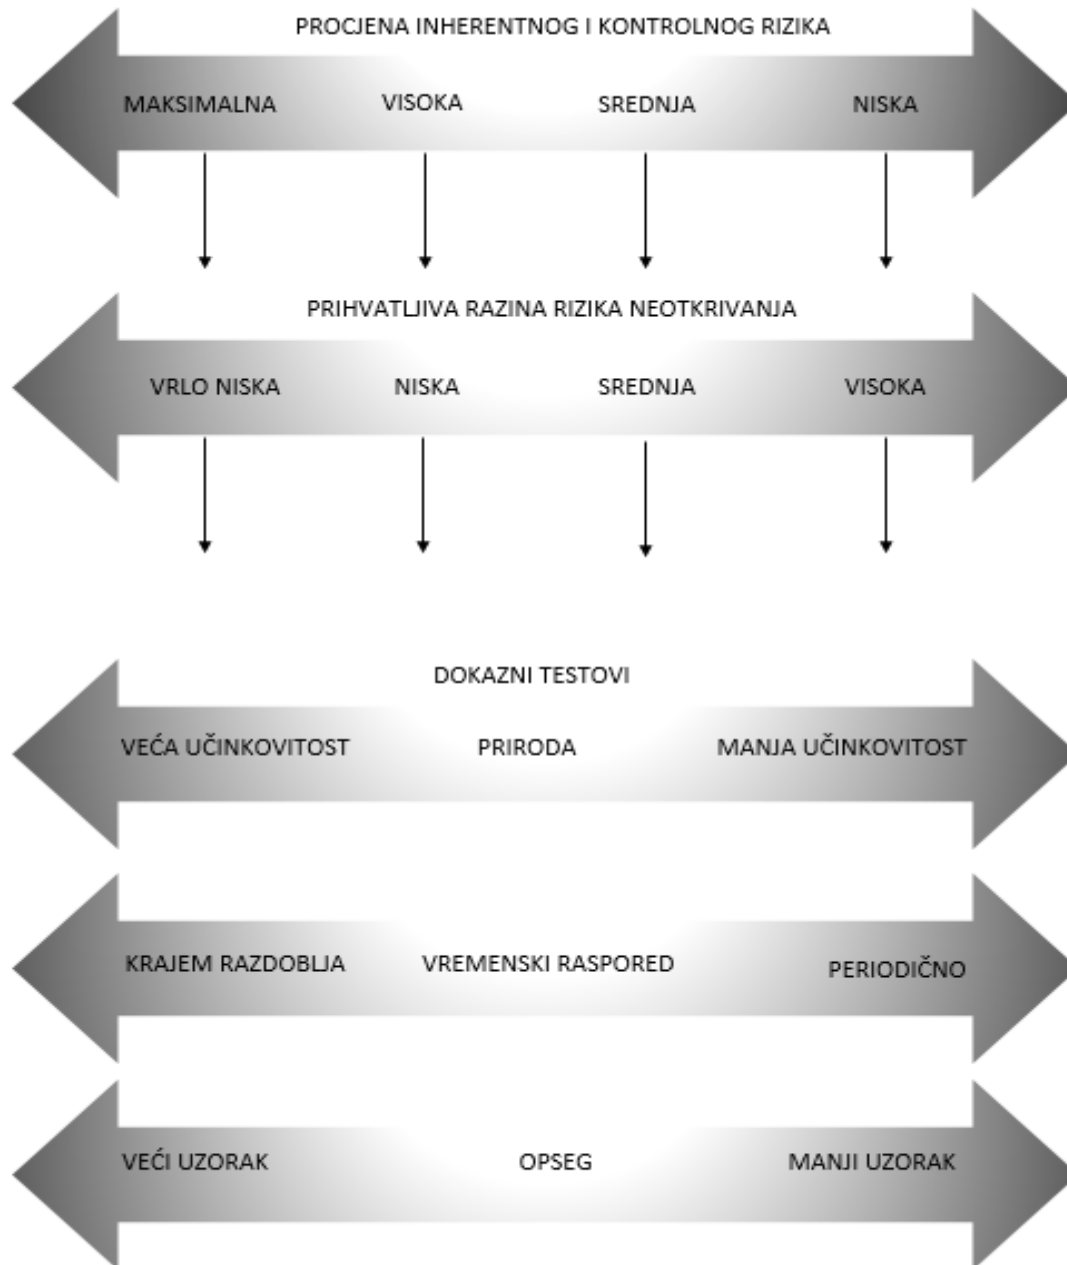 PROCJENA INHERENTNOG I KONTROLNOG RIZIKA
MAKSIMALNA VISOKA SREDNJA NISKA
PRIHVATLJIVA RAZINA RIZIKA NEOTKRIVANJA
VRLO NISKA NISKA SREDNJA VISOKA
DOKAZNI TESTOVI
VEĆA UČINKOVITOST PRIRODA MANJA UČINKOVITOST
KRAJEM RAZDOBLJA VREMENSKI RASPORED PERIODIČNO
VEĆI UZORAK OPSEG MANJI UZORAK